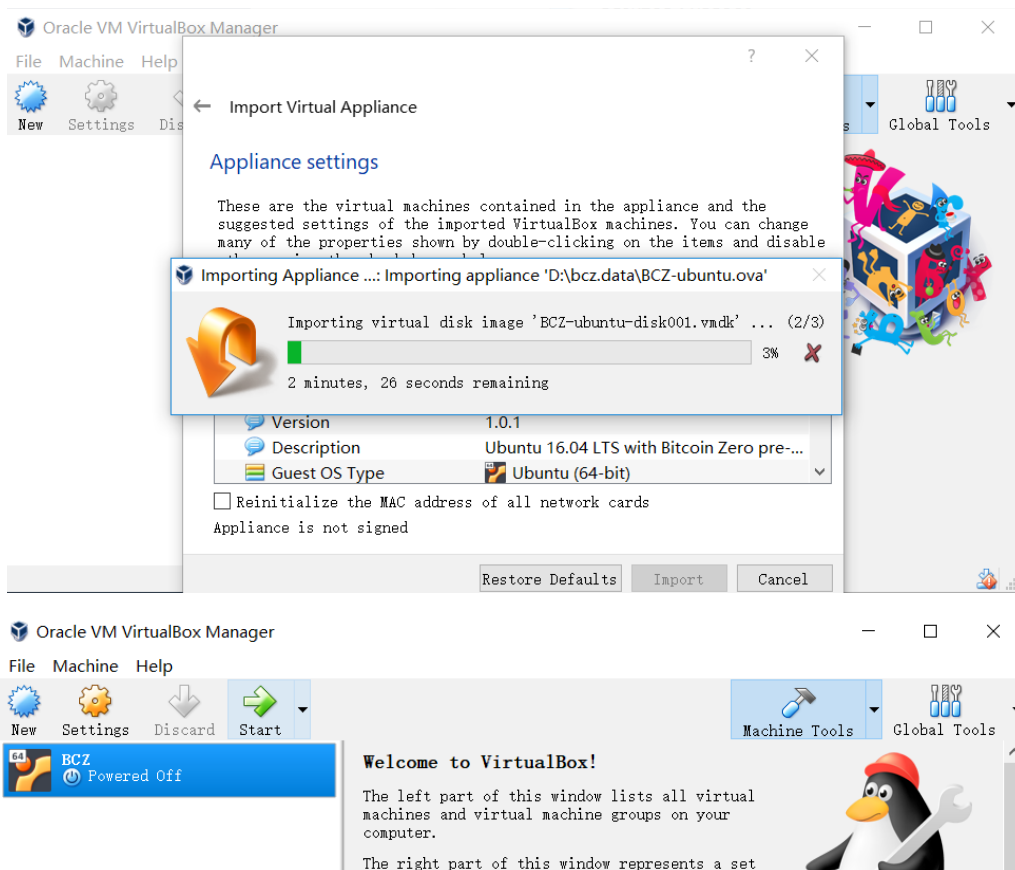 Oracle VM VirtualBox Manager
File Machine Help
?
Import Virtual Appliance
New Settings Dis
s Global Tools
Appliance settings
These are the virtual machines contained in the appliance and the
suggested settings of the imported VirtualBox machines. You can change
many of the properties shown by double-clicking on the items and disable
Importing Appliance ...: Importing appliance 'D:\bcz.data\BCZ-ubuntu.ova'
Importing virtual disk image 'BCZ-ubuntu-disk001.vmdk' ... (2/3)
3%
2 minutes, 26 seconds remaining
Version 1.0.1
Description Ubuntu 16.04 LTS with Bitcoin Zero pre-...
Guest OS Type Ubuntu (64-bit)
Reinitialize the MAC address of all network cards
Appliance is not signed
Restore Defaults Import Cancel
Oracle VM VirtualBox Manager
File Machine Help
New Settings Discard Start Machine Tools Global Tools
64 BCZ
Powered Off
Welcome to VirtualBox!
The left part of this window lists all virtual
machines and virtual machine groups on your
computer.
The right part of this window represents a set